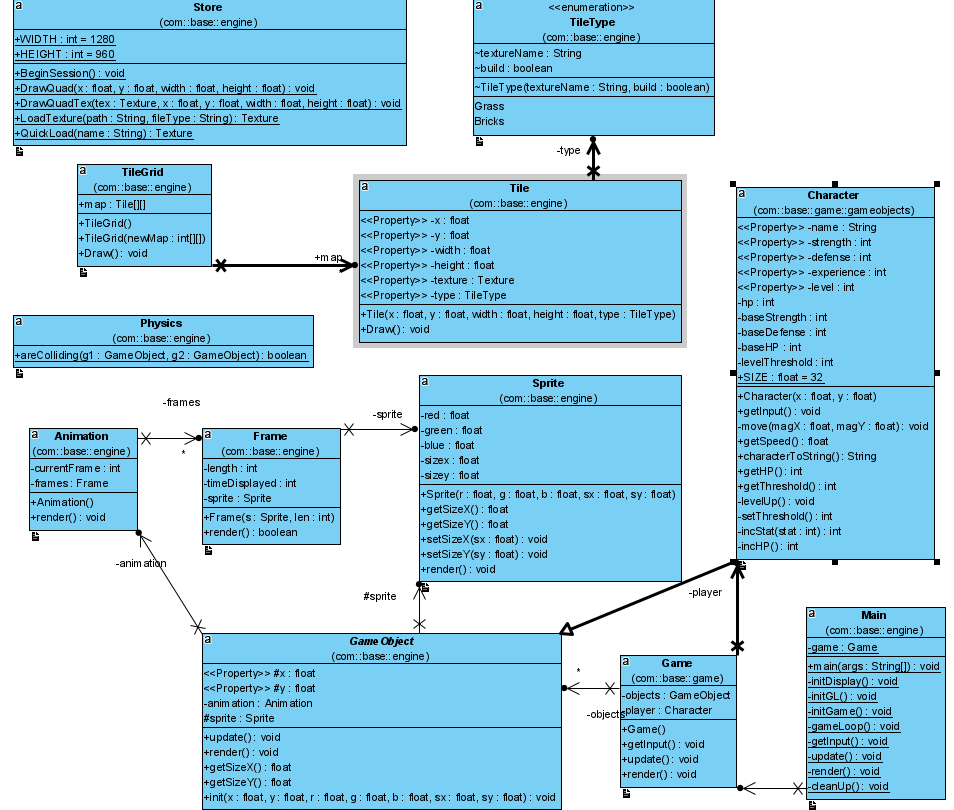 a
Store
(com::base::engine)
+WIDTH : int = 1280
+HEIGHT : int = 960
+BeginSession() : void
+DrawQuad(x : float, y : float, width : float, height : float) : void
+DrawQuadTex(tex : Texture, x : float, y : float, width : float, height : float) : void
+LoadTexture(path : String, fileType : String) : Texture
+QuickLoad(name : String) : Texture
a
<<enumeration>>
TileType
(com::base::engine)
~textureName : String
~build : boolean
~TileType(textureName : String, build : boolean)
Grass
Bricks
-type
a
TileGrid
(com::base::engine)
+map : Tile[][]
+TileGrid()
+TileGrid(newMap : int[][])
+Draw() : void
+map
a
Tile
(com::base::engine)
<<Property>> -x : float
<<Property>> -y : float
<<Property>> -width : float
<<Property>> -height : float
<<Property>> -texture : Texture
<<Property>> -type : TileType
+Tile(x : float, y : float, width : float, height : float, type : TileType)
+Draw() : void
a
Character
(com::base::game::gameobjects)
<<Property>> -name : String
<<Property>> -strength : int
<<Property>> -defense : int
<<Property>> -experience : int
<<Property>> -level : int
-hp : int
-baseStrength : int
-baseDefense : int
-baseHP : int
-levelThreshold : int
+SIZE : float = 32
+Character(x : float, y : float)
+getInput() : void
-move(magX : float, magY : float) : void
+getSpeed() : float
+characterToString() : String
+getHP() : int
+getThreshold() : int
-levelUp() : void
-setThreshold() : int
-incStat(stat : int) : int
-incHP() : int
a
Physics
(com::base::engine)
+areColliding(g1 : GameObject, g2 : GameObject) : boolean
a
Animation
(com::base::engine)
-currentFrame : int
-frames : Frame
+Animation()
+render() : void
-frames
*
a
Frame
(com::base::engine)
-length : int
-timeDisplayed : int
-sprite : Sprite
+Frame(s : Sprite, len : int)
+render() : boolean
-sprite
a
Sprite
(com::base::engine)
-red : float
-green : float
-blue : float
-sizex : float
-sizey : float
+Sprite(r : float, g : float, b : float, sx : float, sy : float)
+getSizeX() : float
+getSizeY() : float
+setSizeX(sx : float) : void
+setSizeY(sy : float) : void
+render() : void
-animation
#sprite
-player
a
GameObject
(com::base::engine)
<<Property>> #x : float
<<Property>> #y : float
-animation : Animation
#sprite : Sprite
+update() : void
+render() : void
+getSizeX() : float
+getSizeY() : float
+init(x : float, y : float, r : float, g : float, b : float, sx : float, sy : float) : void
*
-objects
a
Game
(com::base::game)
-objects : GameObject
-player : Character
+Game()
+getInput() : void
+update() : void
+render() : void
a
Main
(com::base::engine)
-game : Game
+main(args : String[]) : void
-initDisplay() : void
-initGL() : void
-initGame() : void
-gameLoop() : void
-getInput() : void
-update() : void
-render() : void
-cleanUp() : void